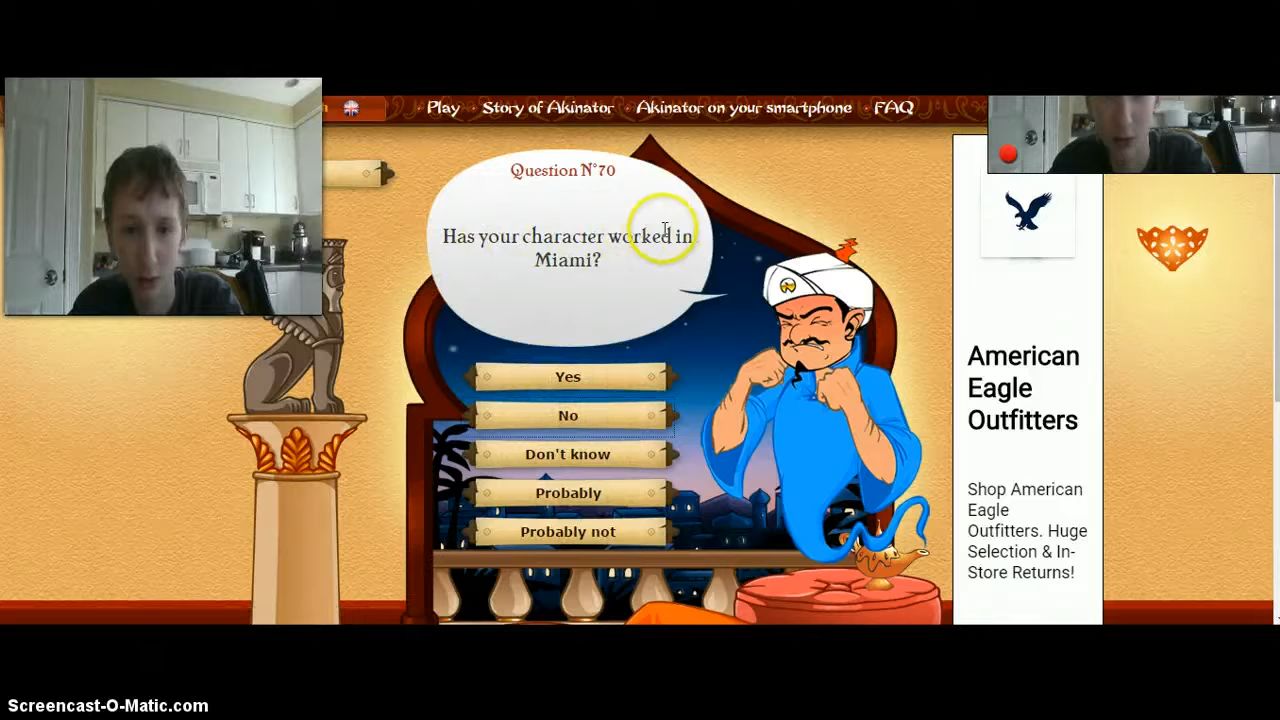 Play · Story of Akinator · Akinator on your smartphone · FAQ
Question N°70
Has your character worked in
Miami?
Yes
No
Don't know
Probably
Probably not
American
Eagle
Outfitters
Shop American
Eagle
Outfitters. Huge
Selection & In-
Store Returns!
Screencast-O-Matic.com